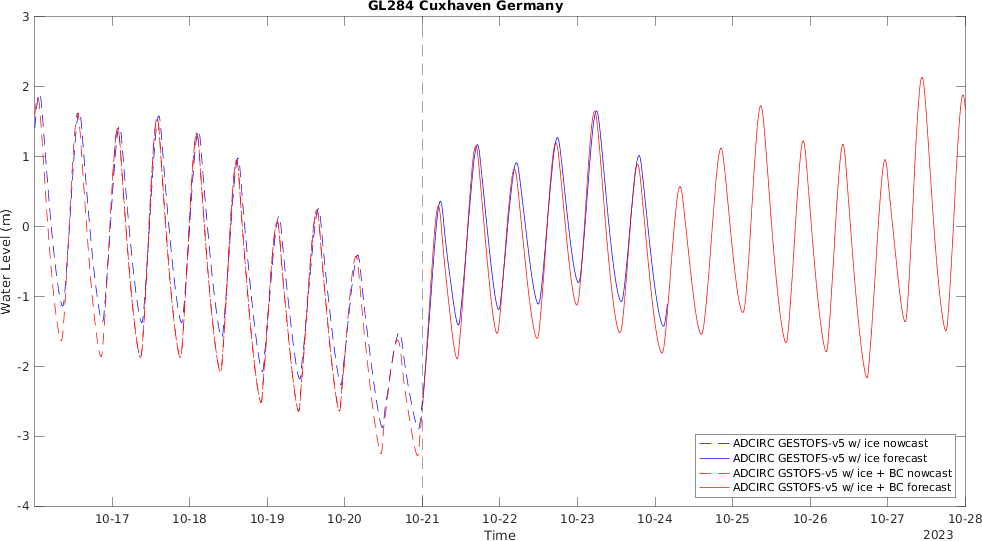 GL284 Cuxhaven Germany
3
2
1
0
-1
-2
-3
-4
Water Level (m)
ADCIRC GESTOFS-v5 w/ ice nowcast
ADCIRC GESTOFS-v5 w/ ice forecast
ADCIRC GSTOFS-v5 w/ ice + BC nowcast
ADCIRC GSTOFS-v5 w/ ice + BC forecast
10-17 10-18 10-19 10-20 10-21 10-22 10-23 10-24 10-25 10-26 10-27 10-28
Time
2023